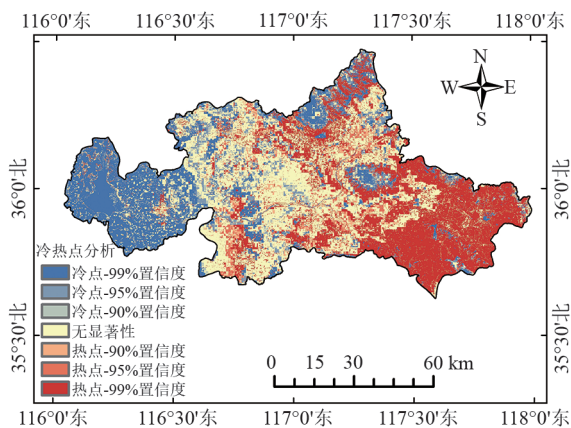 116°0′东 116°30′东 117°0′东 117°30′东 118°0′东
N
W E
S
36°0′北 36°0′北
冷热点分析
冷点-99%置信度
冷点-95%置信度
冷点-90%置信度
无显著性
热点-90%置信度
热点-95%置信度
热点-99%置信度
35°30′北 35°30′北
0 15 30 60 km
116°0′东 116°30′东 117°0′东 117°30′东 118°0′东